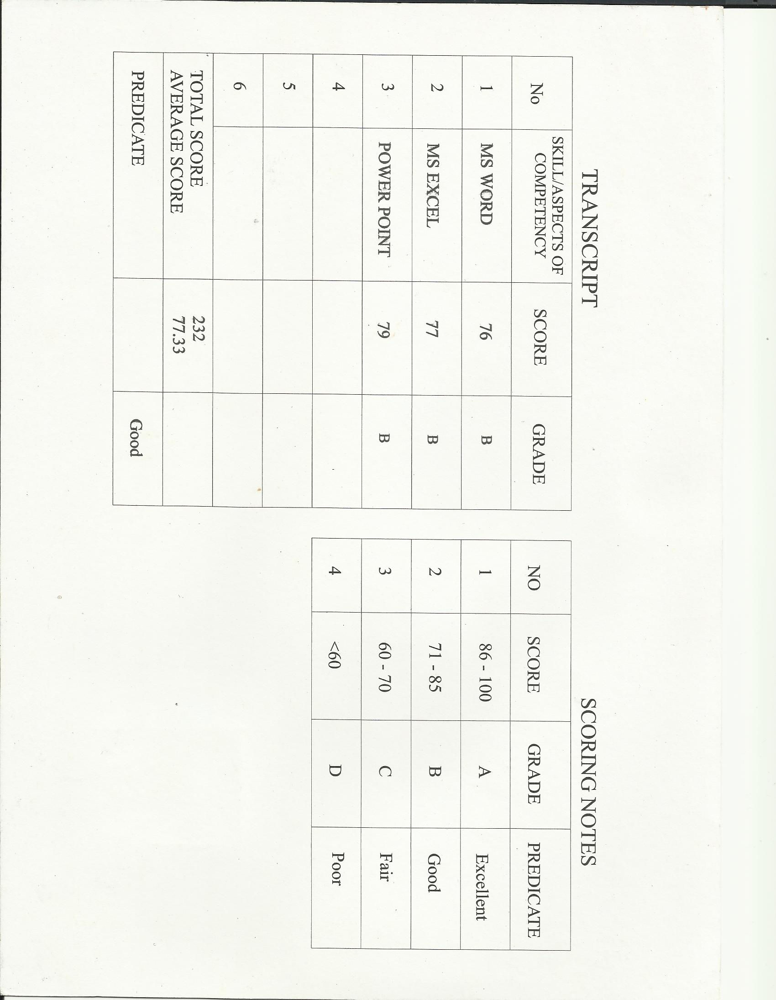 TRANSCRIPT
No SKILL/ASPECTS OF COMPETENCY SCORE GRADE
1 MS WORD 76 B
2 MS EXCEL 77 B
3 POWER POINT 79 B
4
5
6
TOTAL SCORE 232
AVERAGE SCORE 77.33
PREDICATE Good
SCORING NOTES
NO SCORE GRADE PREDICATE
1 86 - 100 A Excellent
2 71 - 85 B Good
3 60 - 70 C Fair
4 <60 D Poor